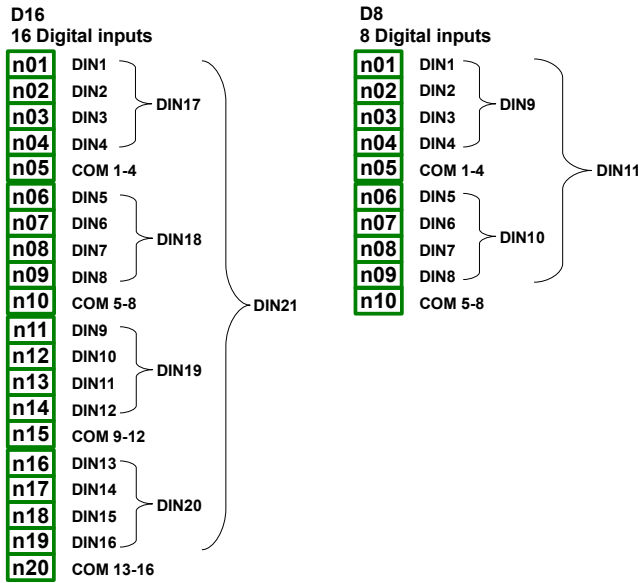 D16
16 Digital inputs
n01 DIN1
n02 DIN2
DIN17
n03 DIN3
n04 DIN4
n05 COM 1-4
n06 DIN5
n07 DIN6
DIN18
n08 DIN7
n09 DIN8
n10 COM 5-8
DIN21
n11 DIN9
n12 DIN10
DIN19
n13 DIN11
n14 DIN12
n15 COM 9-12
n16 DIN13
n17 DIN14
DIN20
n18 DIN15
n19 DIN16
n20 COM 13-16
D8
8 Digital inputs
n01 DIN1
n02 DIN2
DIN9
n03 DIN3
n04 DIN4
n05 COM 1-4
DIN11
n06 DIN5
n07 DIN6
DIN10
n08 DIN7
n09 DIN8
n10 COM 5-8